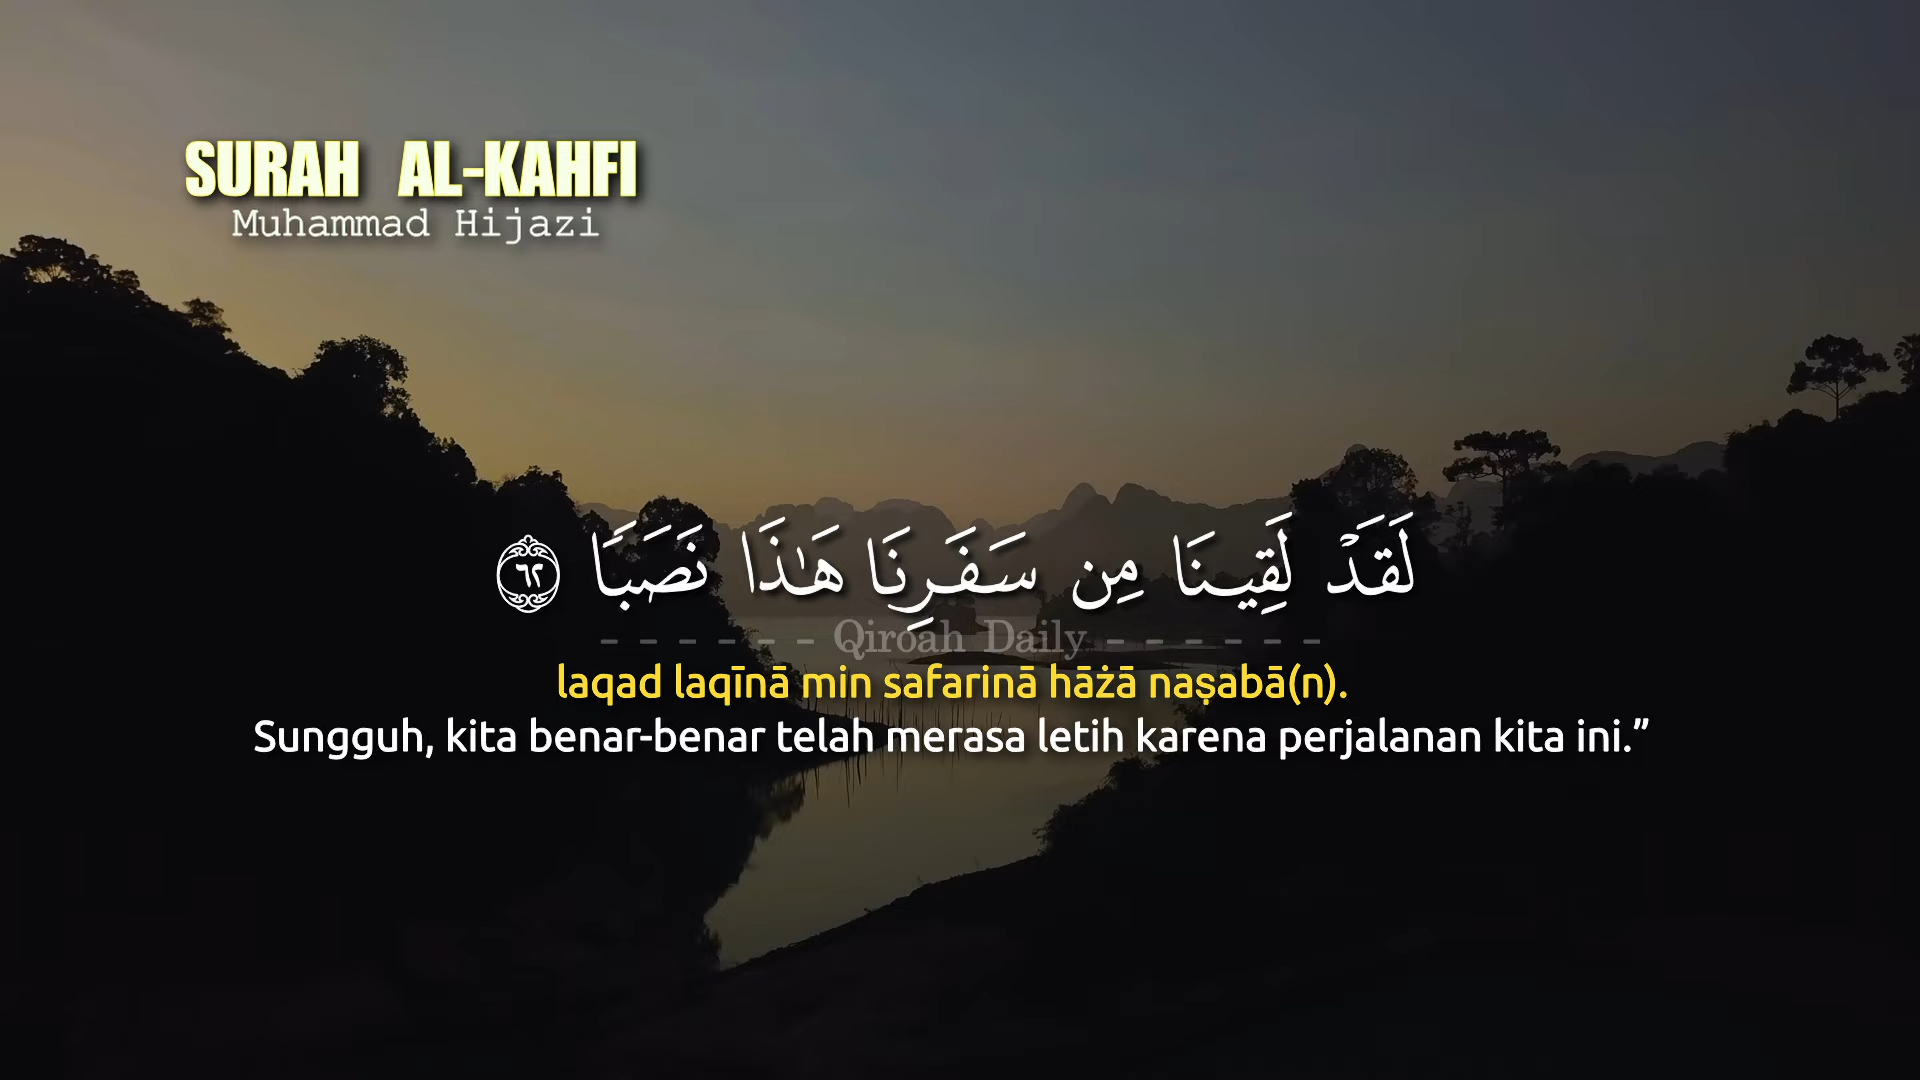 SURAH AL-KAHFI
Muhammad Hijazi
لَقَدْ لَقِينَا مِن سَفَرِنَا هَٰذَا نَصَبًا ٦٢
- - - - - - Qiroah Daily - - - - - -
laqad laqīnā min safarinā hāżā naṣabā(n).
Sungguh, kita benar-benar telah merasa letih karena perjalanan kita ini.”